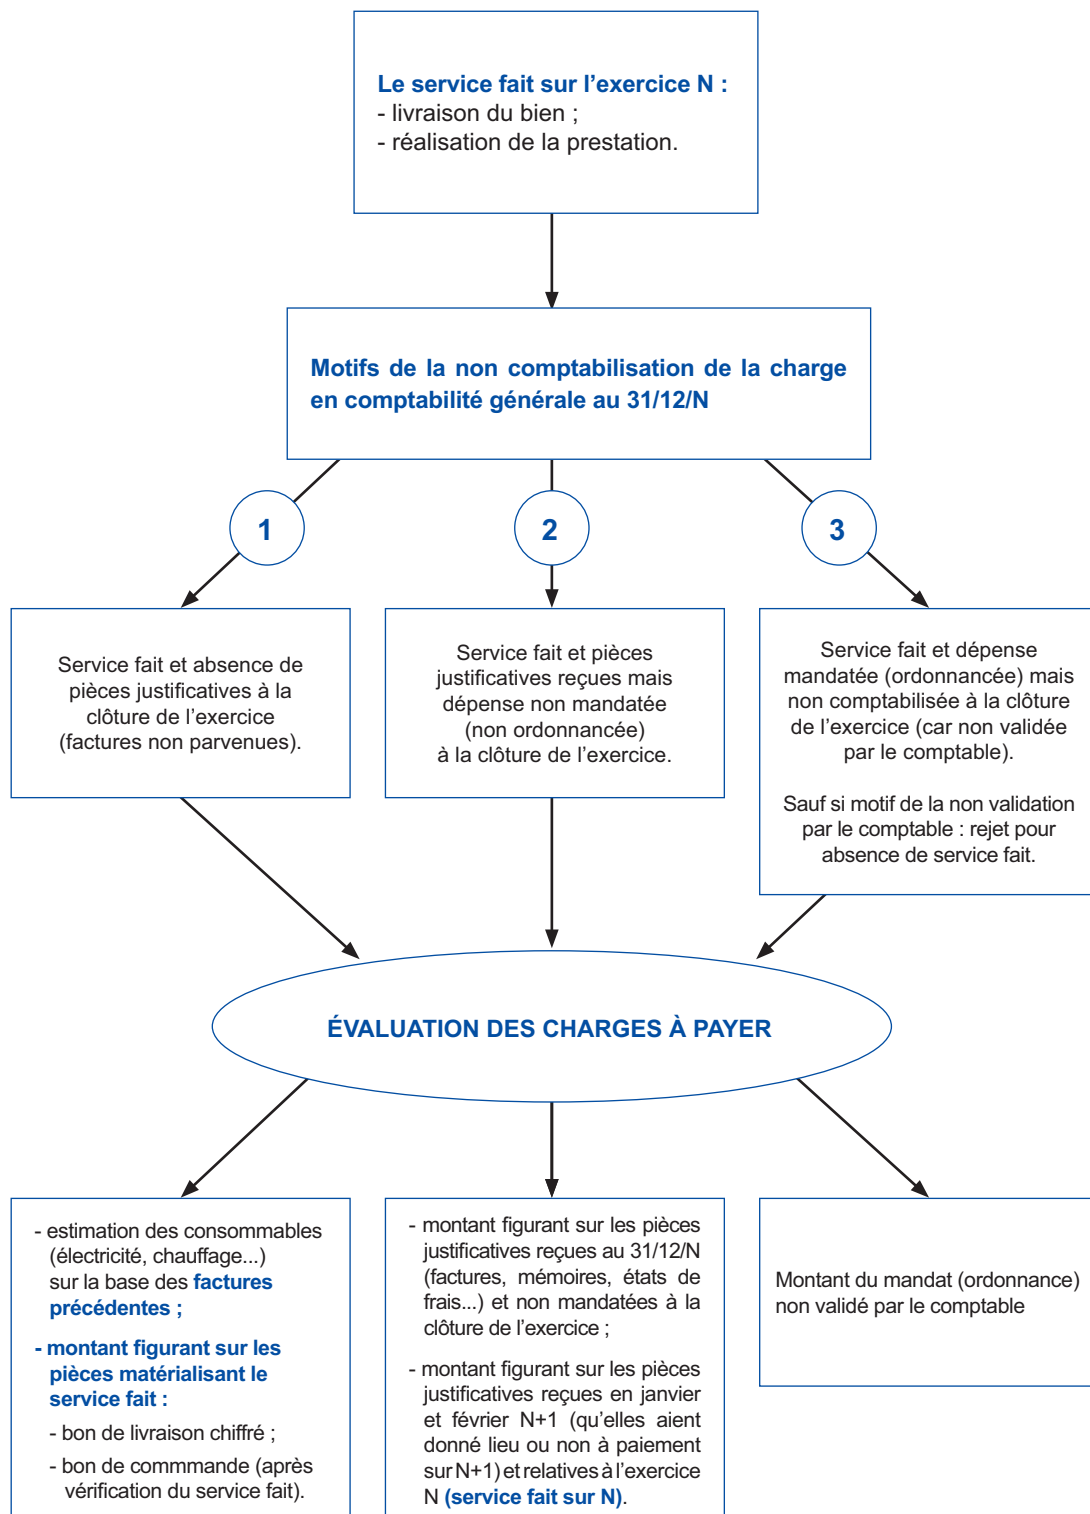 Le service fait sur l’exercice N :
- livraison du bien ;
- réalisation de la prestation.
Motifs de la non comptabilisation de la charge
en comptabilité générale au 31/12/N
1
2
3
Service fait et absence de
pièces justificatives à la
clôture de l’exercice
(factures non parvenues).
Service fait et pièces
justificatives reçues mais
dépense non mandatée
(non ordonnancée)
à la clôture de l’exercice.
Service fait et dépense
mandatée (ordonnancée) mais
non comptabilisée à la clôture
de l’exercice (car non validée
par le comptable).
Sauf si motif de la non validation
par le comptable : rejet pour
absence de service fait.
ÉVALUATION DES CHARGES À PAYER
- estimation des consommables
(électricité, chauffage...)
sur la base des factures
précédentes ;
- montant figurant sur les
pièces matérialisant le
service fait :
- bon de livraison chiffré ;
- bon de commmande (après
vérification du service fait).
- montant figurant sur les pièces
justificatives reçues au 31/12/N
(factures, mémoires, états de
frais...) et non mandatées à la
clôture de l’exercice ;
- montant figurant sur les pièces
justificatives reçues en janvier
et février N+1 (qu’elles aient
donné lieu ou non à paiement
sur N+1) et relatives à l’exercice
N (service fait sur N).
Montant du mandat (ordonnance)
non validé par le comptable